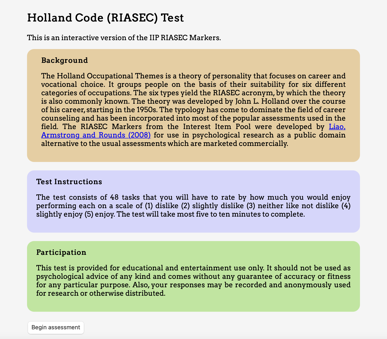 Holland Code (RIASEC) Test
This is an interactive version of the IIP RIASEC Markers.
Background
The Holland Occupational Themes is a theory of personality that focuses on career and
vocational choice. It groups people on the basis of their suitability for six different
categories of occupations. The six types yield the RIASEC acronym, by which the theory
is also commonly known. The theory was developed by John L. Holland over the course
of his career, starting in the 1950s. The typology has come to dominate the field of career
counseling and has been incorporated into most of the popular assessments used in the
field. The RIASEC Markers from the Interest Item Pool were developed by Liao,
Armstrong and Rounds (2008) for use in psychological research as a public domain
alternative to the usual assessments which are marketed commercially.
Test Instructions
The test consists of 48 tasks that you will have to rate by how much you would enjoy
performing each on a scale of (1) dislike (2) slightly dislike (3) neither like not dislike (4)
slightly enjoy (5) enjoy. The test will take most five to ten minutes to complete.
Participation
This test is provided for educational and entertainment use only. It should not be used as
psychological advice of any kind and comes without any guarantee of accuracy or fitness
for any particular purpose. Also, your responses may be recorded and anonymously used
for research or otherwise distributed.
Begin assessment